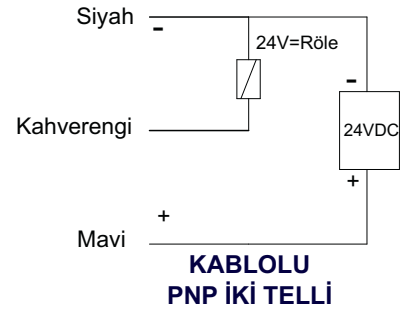 Siyah
-
24V=Röle
-
Kahverengi
24VDC
+
+
Mavi
KABLOLU
PNP İKİ TELLİ